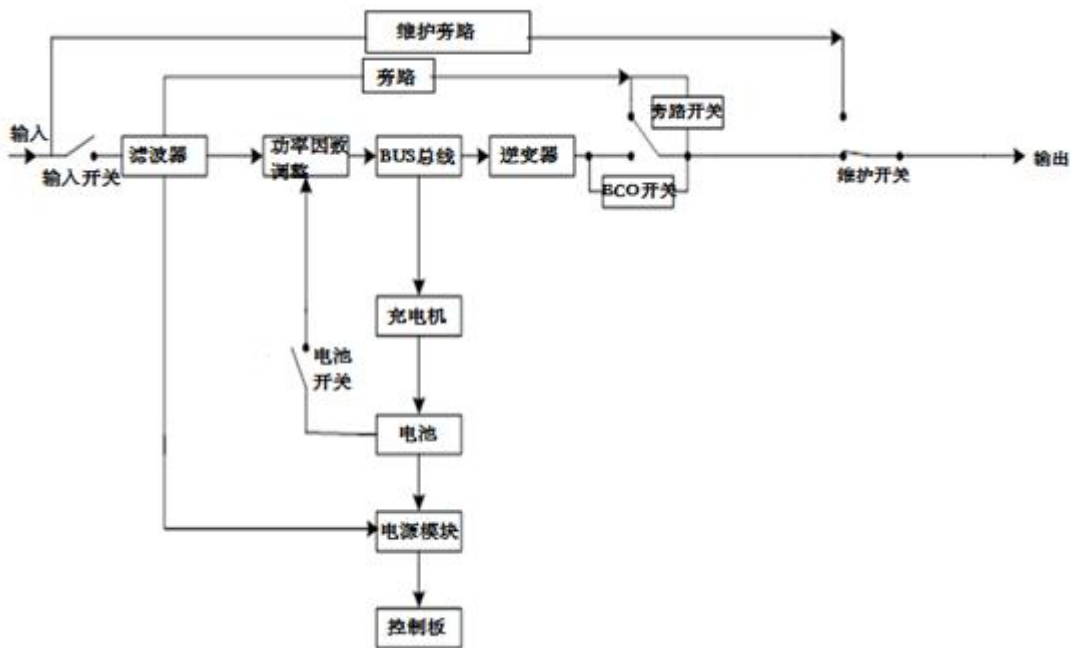 维护旁路
旁路
旁路开关
输入
输入开关
滤波器
功率因数
调整
BUS总线
逆变器
BCO开关
维护开关
输出
充电机
电池
开关
电池
电源模块
控制板